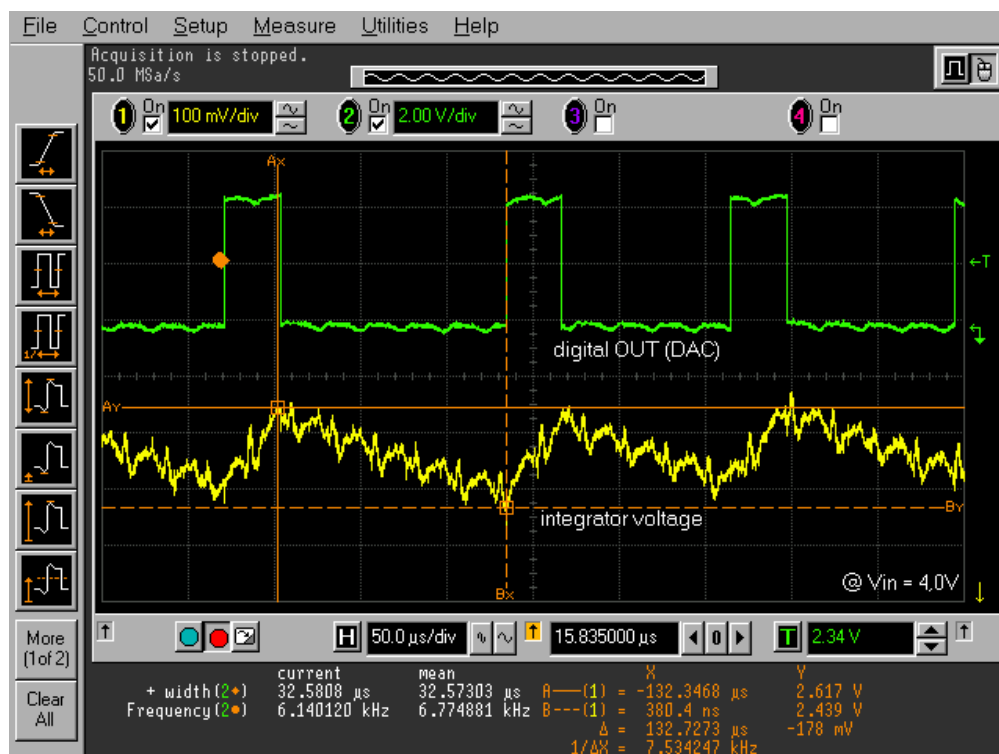 File Control Setup Measure Utilities Help
Acquisition is stopped.
50.0 MSa/s
1 On 100 mV/div 2 On 2.00 V/div 3 On 4 On
Ax
←T
digital OUT (DAC)
AY
integrator voltage
BY
@ Vin = 4,0V
Bx
More
(1of 2)
Clear
All
H 50.0 µs/div 15.835000 µs 0 T 2.34 V
current mean X Y
+ width(2) 32.5808 µs 32.57303 µs A---(1) = -132.3468 µs 2.617 V
Frequency(2) 6.140120 kHz 6.774881 kHz B---(1) = 380.4 ns 2.439 V
Δ = 132.7273 µs -178 mV
1/ΔX = 7.534247 kHz